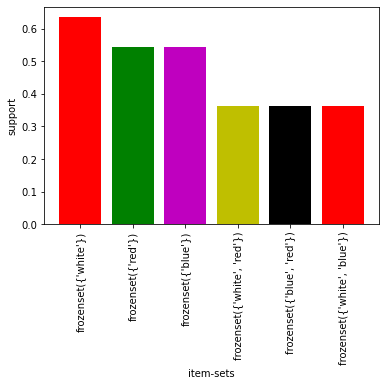 0.6
0.5
0.4
0.3
0.2
0.1
0.0
support
frozenset({'white'})
frozenset({'red'})
frozenset({'blue'})
frozenset({'white', 'red'})
frozenset({'blue', 'red'})
frozenset({'white', 'blue'})
item-sets